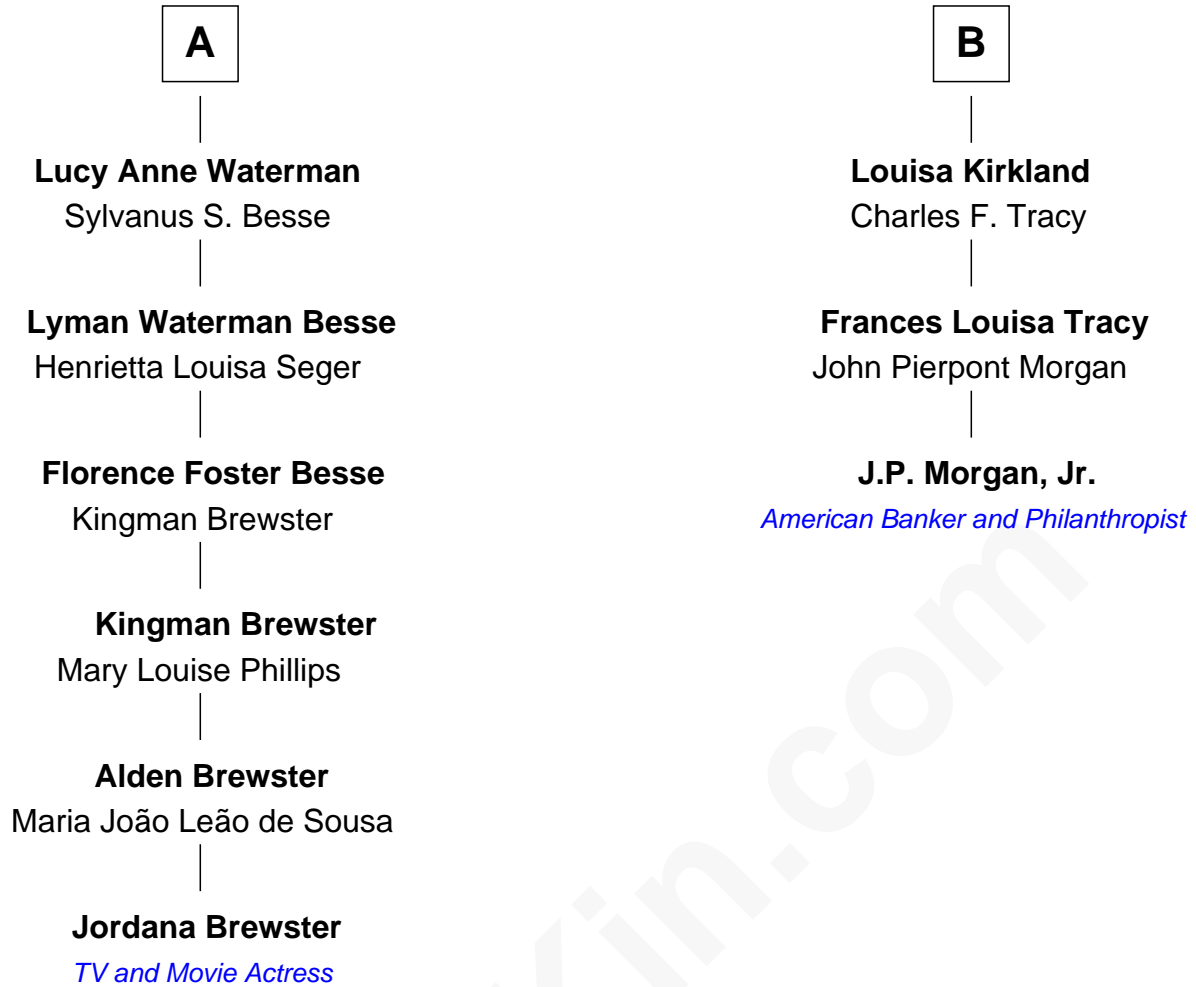 A
Lucy Anne Waterman
Sylvanus S. Besse
Lyman Waterman Besse
Henrietta Louisa Seger
Florence Foster Besse
Kingman Brewster
Kingman Brewster
Mary Louise Phillips
Alden Brewster
Maria João Leão de Sousa
Jordana Brewster
TV and Movie Actress
B
Louisa Kirkland
Charles F. Tracy
Frances Louisa Tracy
John Pierpont Morgan
J.P. Morgan, Jr.
American Banker and Philanthropist
Kin.com